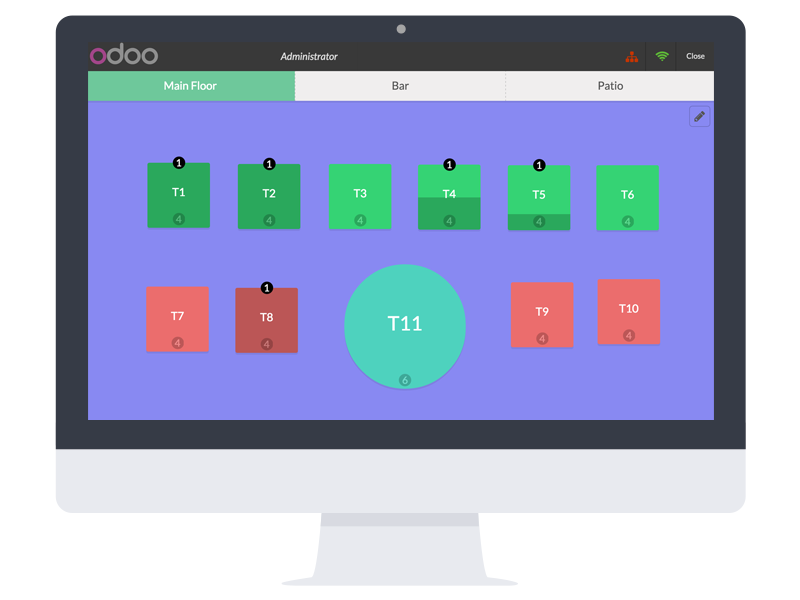 odoo Administrator Close
Main Floor Bar Patio
1 1 1 1
T1 T2 T3 T4 T5 T6
4 4 4 4 4 4
1
T7 T8 T11 T9 T10
4 4 6 4 4